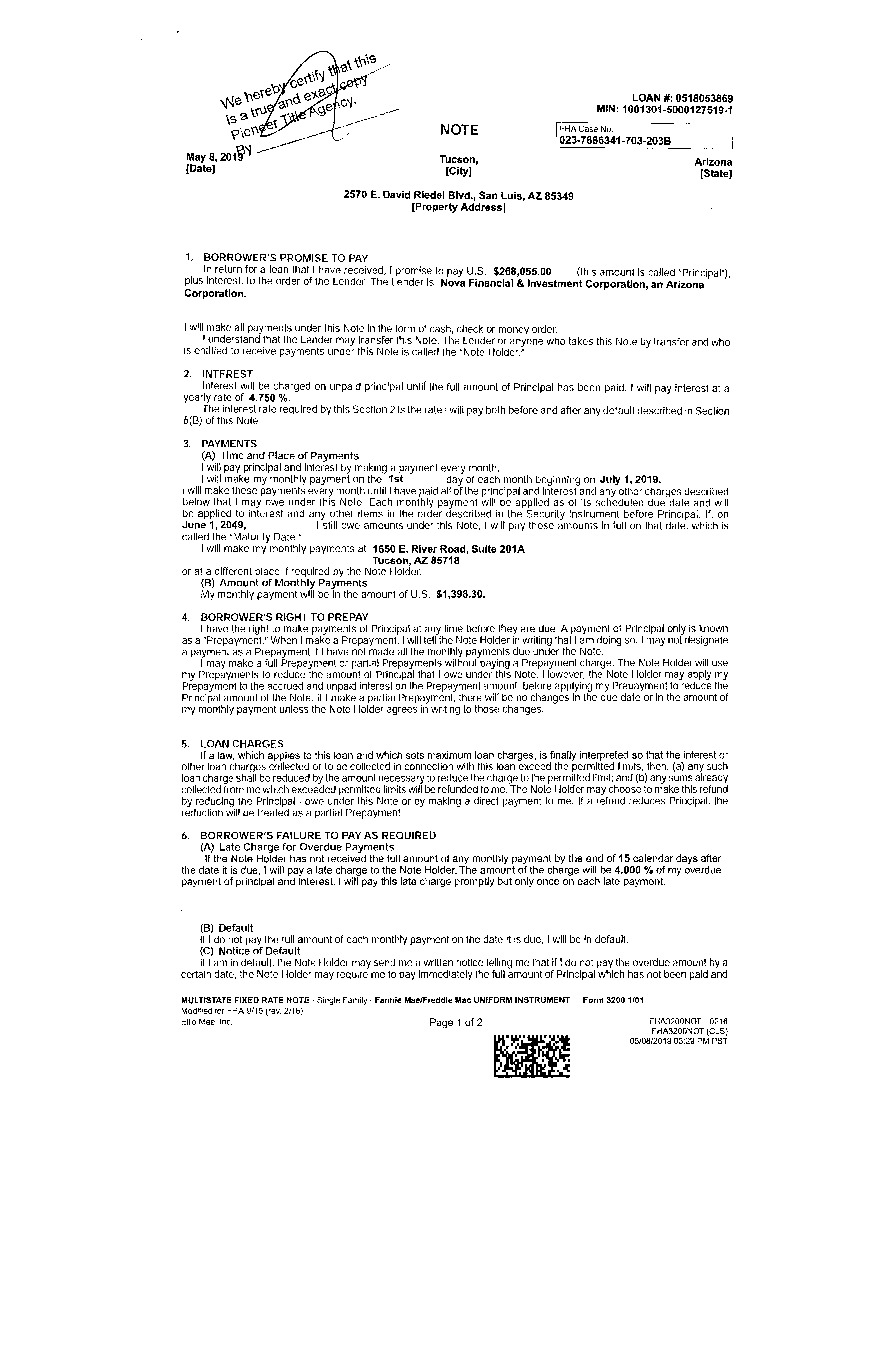 We hereby certify that this
is a true and exact copy
Pioneer Title Agency.
By
LOAN #: 0518053869
MIN: 1001301-5000127519-1
NOTE
FHA Case No.
023-7886341-703-203B
May 8, 2019
[Date]
Tucson,
[City]
Arizona
[State]
2570 E. David Riedel Blvd., San Luis, AZ 85349
[Property Address]
1. BORROWER'S PROMISE TO PAY
In return for a loan that I have received, I promise to pay U.S. $268,055.00 (this amount is called "Principal"),
plus interest, to the order of the Lender. The Lender is Nova Financial & Investment Corporation, an Arizona
Corporation.
I will make all payments under this Note in the form of cash, check or money order.
I understand that the Lender may transfer this Note. The Lender or anyone who takes this Note by transfer and who
is entitled to receive payments under this Note is called the "Note Holder."
2. INTEREST
Interest will be charged on unpaid principal until the full amount of Principal has been paid. I will pay interest at a
yearly rate of 4.750 %.
The interest rate required by this Section 2 is the rate I will pay both before and after any default described in Section
6(B) of this Note.
3. PAYMENTS
(A) Time and Place of Payments
I will pay principal and interest by making a payment every month.
I will make my monthly payment on the 1st day of each month beginning on July 1, 2019.
I will make these payments every month until I have paid all of the principal and interest and any other charges described
below that I may owe under this Note. Each monthly payment will be applied as of its scheduled due date and will
be applied to interest and any other items in the order described in the Security Instrument before Principal. If, on
June 1, 2049, I still owe amounts under this Note, I will pay those amounts in full on that date, which is
called the "Maturity Date."
I will make my monthly payments at 1650 E. River Road, Suite 201A
Tucson, AZ 85718
or at a different place if required by the Note Holder.
(B) Amount of Monthly Payments
My monthly payment will be in the amount of U.S. $1,398.30.
4. BORROWER'S RIGHT TO PREPAY
I have the right to make payments of Principal at any time before they are due. A payment of Principal only is known
as a "Prepayment." When I make a Prepayment, I will tell the Note Holder in writing that I am doing so. I may not designate
a payment as a Prepayment if I have not made all the monthly payments due under the Note.
I may make a full Prepayment or partial Prepayments without paying a Prepayment charge. The Note Holder will use
my Prepayments to reduce the amount of Principal that I owe under this Note. However, the Note Holder may apply my
Prepayment to the accrued and unpaid interest on the Prepayment amount, before applying my Prepayment to reduce the
Principal amount of the Note. If I make a partial Prepayment, there will be no changes in the due date or in the amount of
my monthly payment unless the Note Holder agrees in writing to those changes.
5. LOAN CHARGES
If a law, which applies to this loan and which sets maximum loan charges, is finally interpreted so that the interest or
other loan charges collected or to be collected in connection with this loan exceed the permitted limits, then: (a) any such
loan charge shall be reduced by the amount necessary to reduce the charge to the permitted limit; and (b) any sums already
collected from me which exceeded permitted limits will be refunded to me. The Note Holder may choose to make this refund
by reducing the Principal I owe under this Note or by making a direct payment to me. If a refund reduces Principal, the
reduction will be treated as a partial Prepayment.
6. BORROWER'S FAILURE TO PAY AS REQUIRED
(A) Late Charge for Overdue Payments
If the Note Holder has not received the full amount of any monthly payment by the end of 15 calendar days after
the date it is due, I will pay a late charge to the Note Holder. The amount of the charge will be 4.000 % of my overdue
payment of principal and interest. I will pay this late charge promptly but only once on each late payment.
(B) Default
If I do not pay the full amount of each monthly payment on the date it is due, I will be in default.
(C) Notice of Default
If I am in default, the Note Holder may send me a written notice telling me that if I do not pay the overdue amount by a
certain date, the Note Holder may require me to pay immediately the full amount of Principal which has not been paid and
MULTISTATE FIXED RATE NOTE - Single Family - Fannie Mae/Freddie Mac UNIFORM INSTRUMENT Form 3200 1/01
Modified for FHA 9/15 (rev. 2/16)
Ellie Mae, Inc.
Page 1 of 2
FHA3200NOT 0216
FHA3200NOT (CLS)
05/08/2019 05:29 PM PST